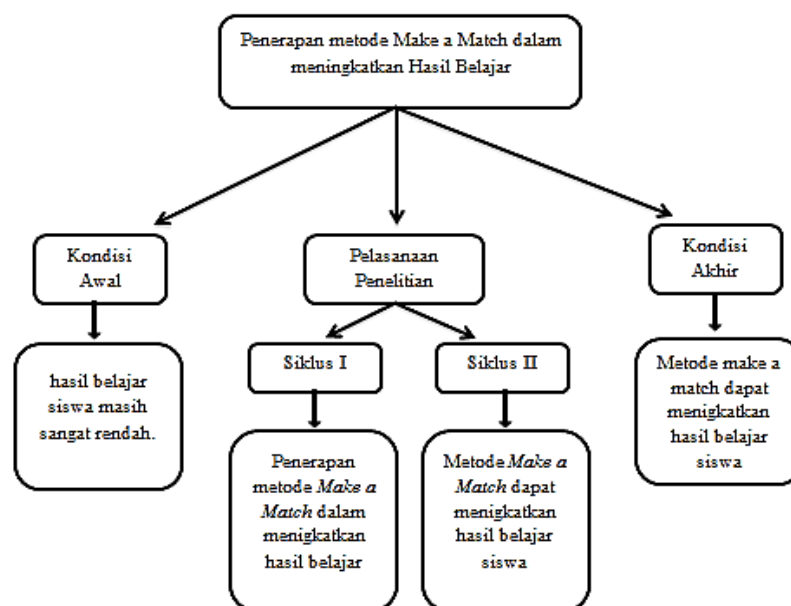 Penerapan metode Make a Match dalam
meningkatkan Hasil Belajar
Kondisi
Awal
Pelasanaan
Penelitian
Kondisi
Akhir
hasil belajar
siswa masih
sangat rendah.
Siklus I
Siklus II
Metode make a
match dapat
menigkatkan
hasil belajar
siswa
Penerapan
metode Make a
Match dalam
menigkatkan
hasil belajar
Metode Make a
Match dapat
menigkatkan
hasil belajar
siswa